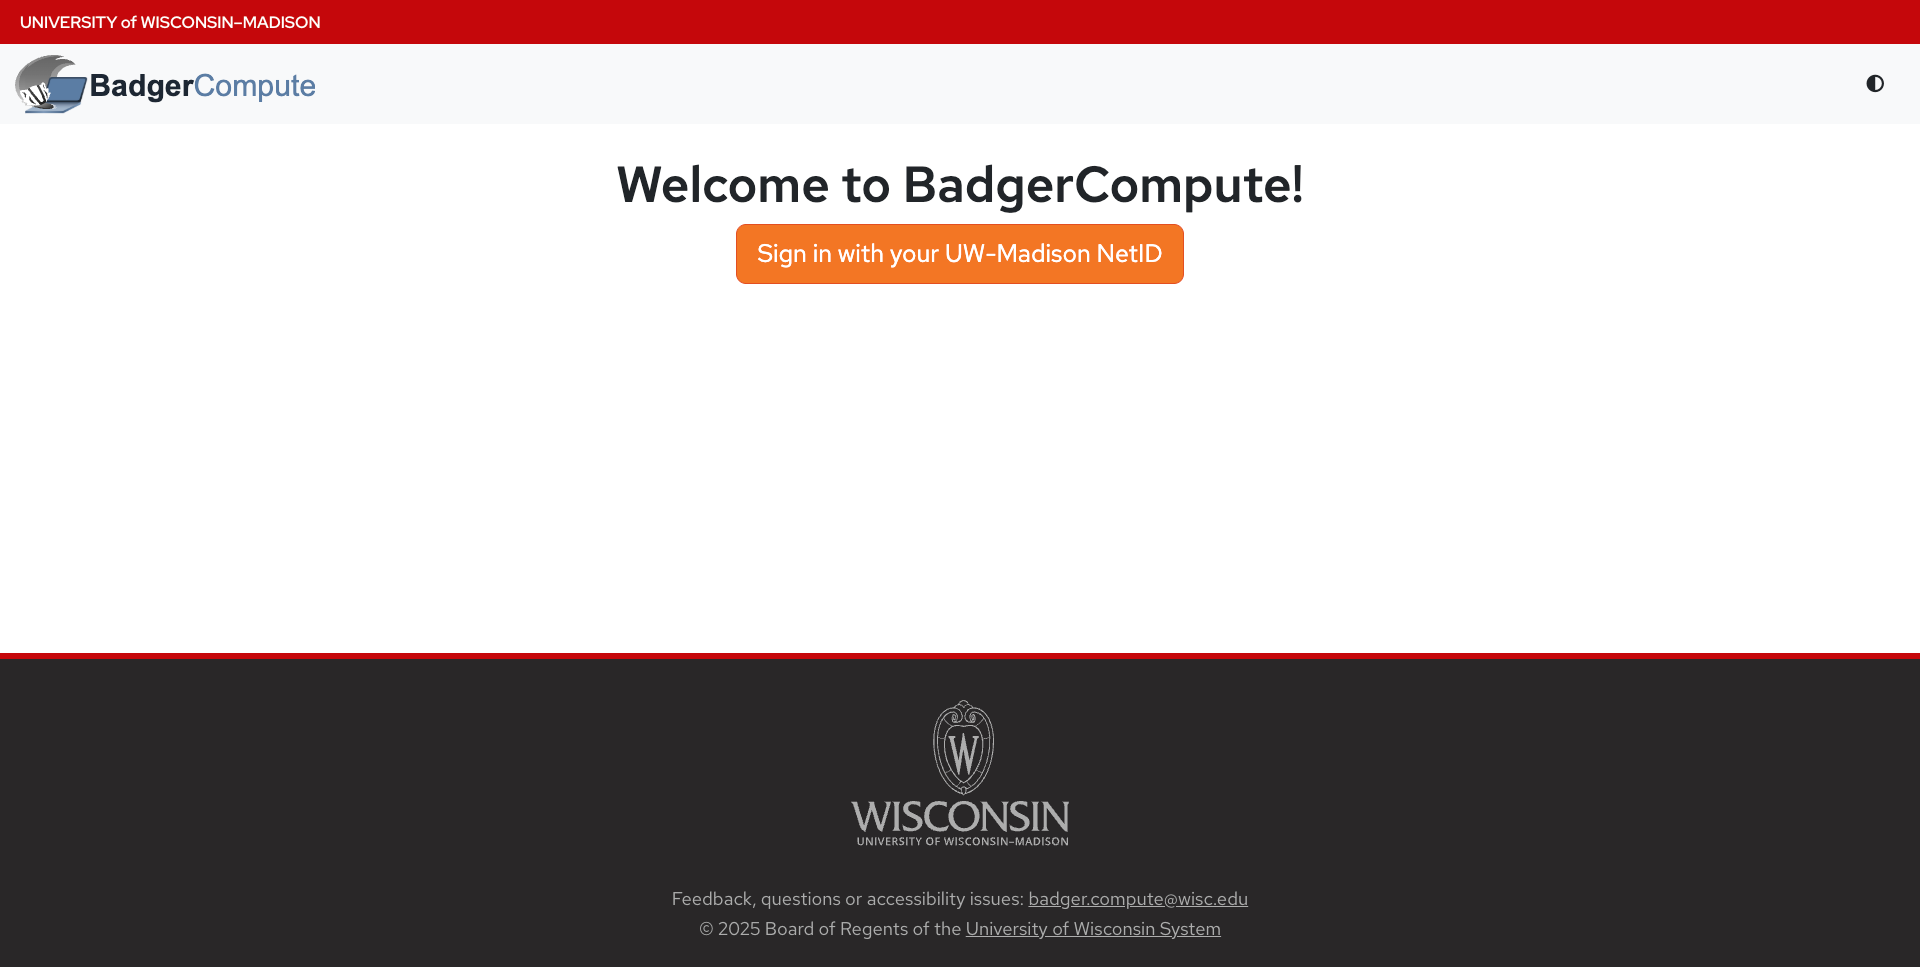 UNIVERSITY of WISCONSIN–MADISON
BadgerCompute
Welcome to BadgerCompute!
Sign in with your UW-Madison NetID
W
WISCONSIN
UNIVERSITY OF WISCONSIN–MADISON
Feedback, questions or accessibility issues: badger.compute@wisc.edu
© 2025 Board of Regents of the University of Wisconsin System